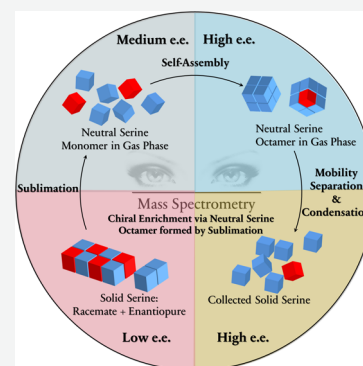 Medium e.e.
High e.e.
Self-Assembly
Neutral Serine
Monomer in Gas Phase
Neutral Serine
Octamer in Gas Phase
Sublimation
Mobility
Separation
&
Condensation
Mass Spectrometry
Chiral Enrichment via Neutral Serine
Octamer formed by Sublimation
Solid Serine:
Racemate + Enantiopure
Collected Solid Serine
Low e.e.
High e.e.